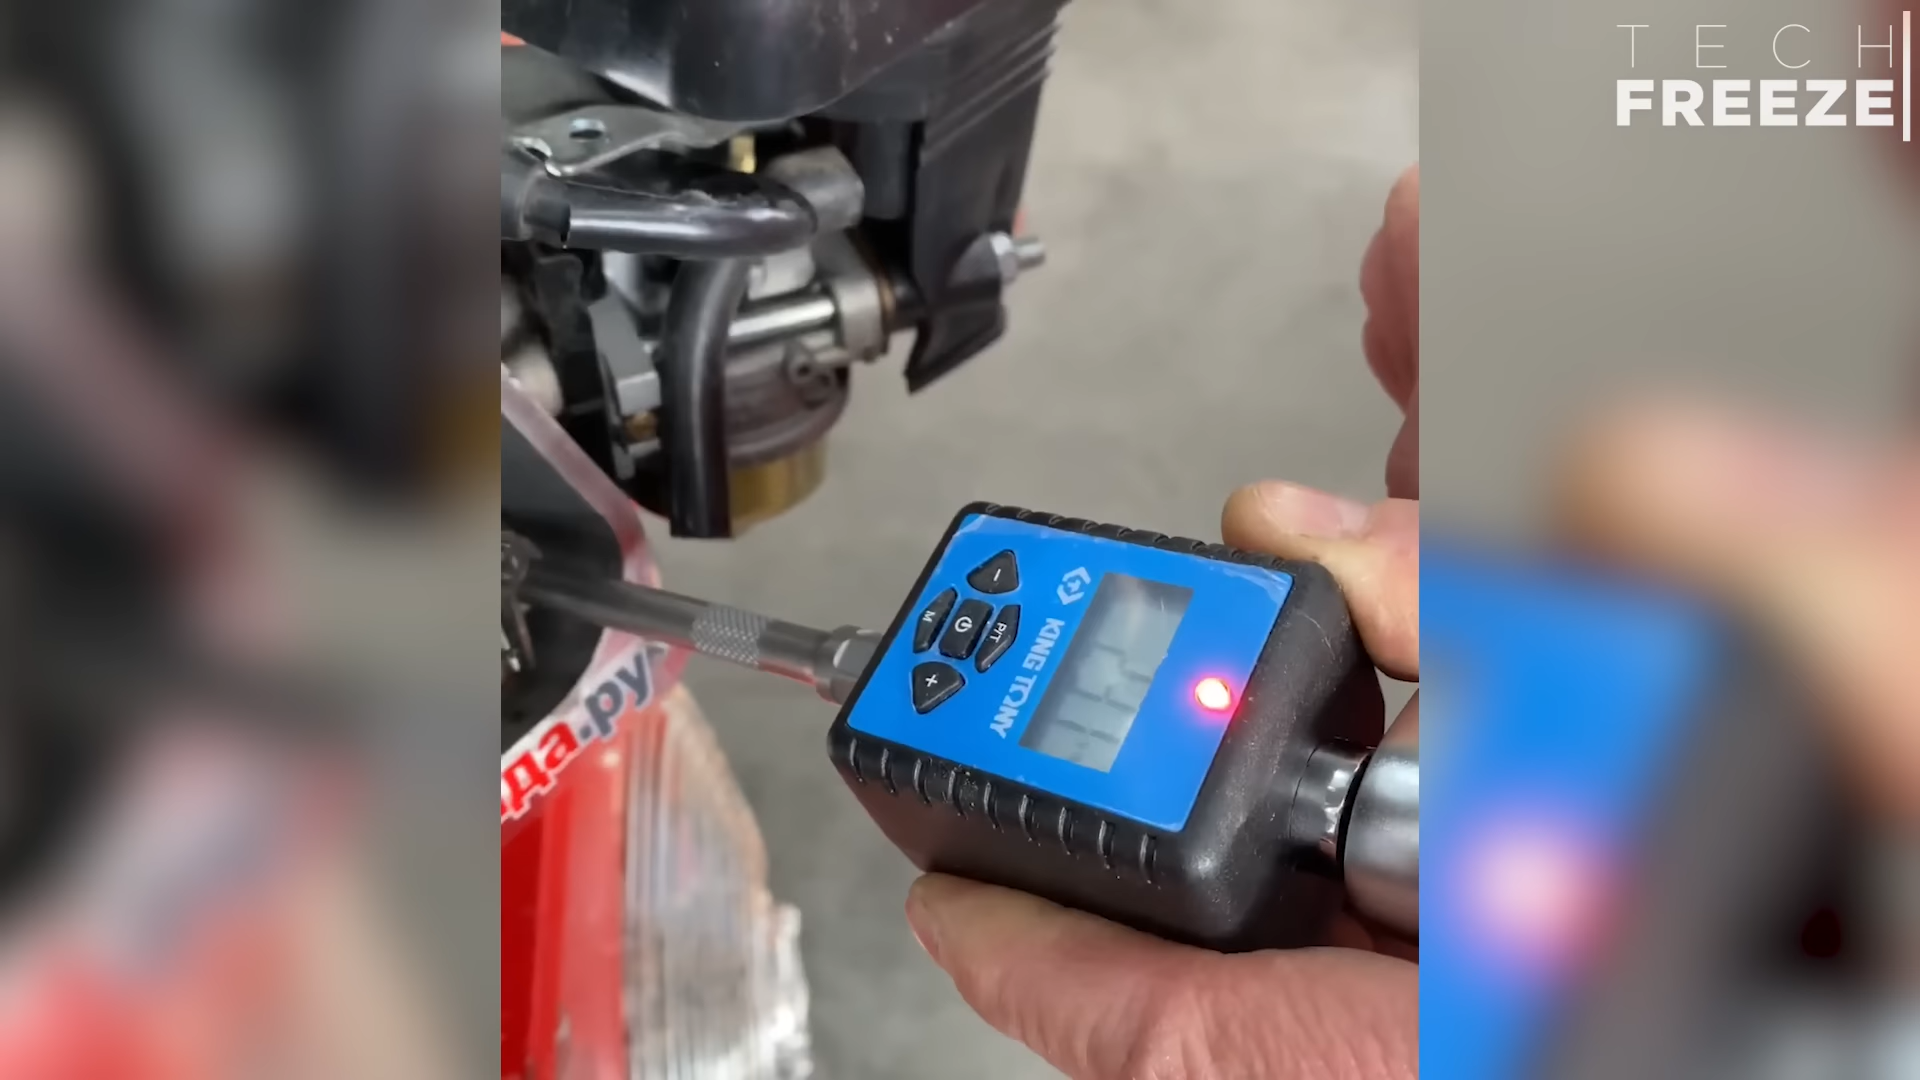 TECH
FREEZE
KING TONY
−
M
P/T
+
да.ру